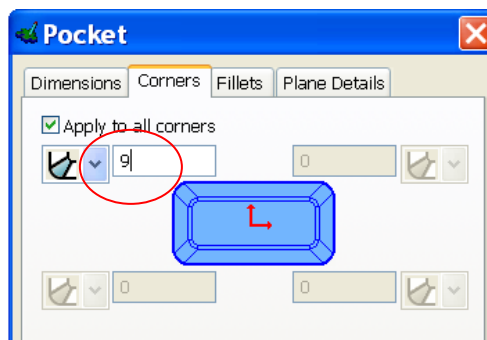 Pocket
Dimensions Corners Fillets Plane Details
Apply to all corners
9 0
0 0